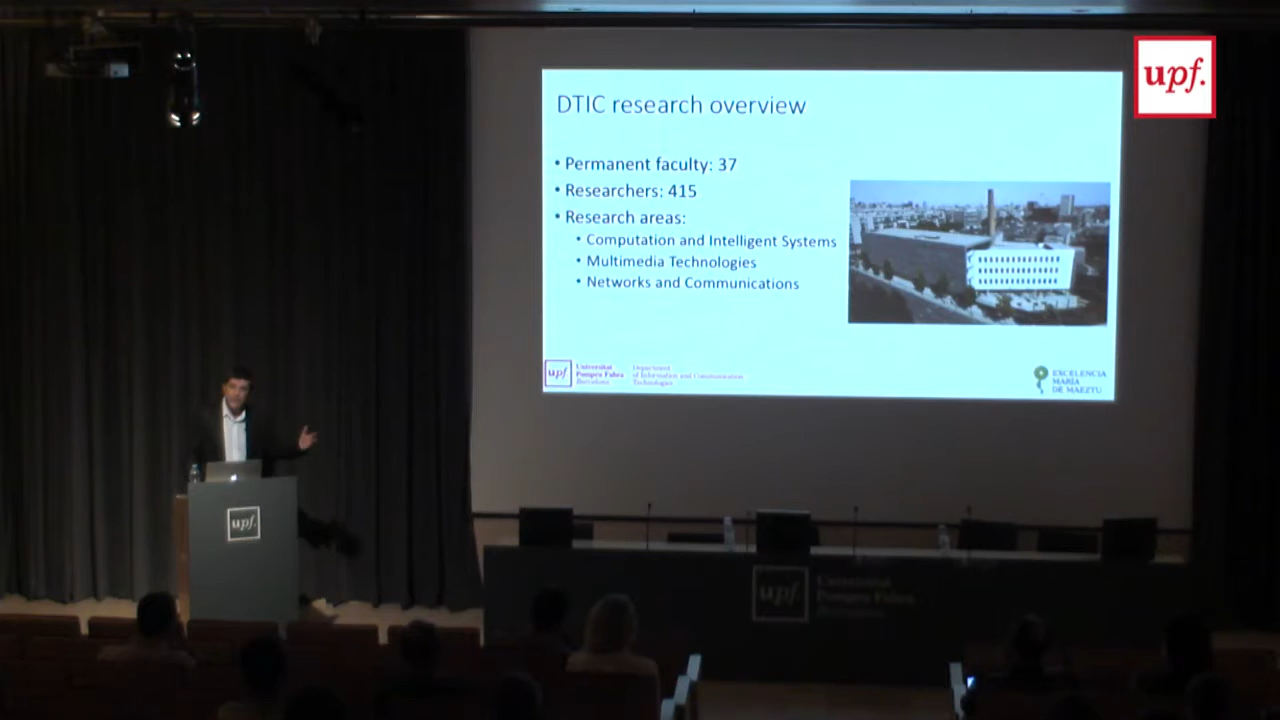 upf.
DTIC research overview
• Permanent faculty: 37
• Researchers: 415
• Research areas:
• Computation and Intelligent Systems
• Multimedia Technologies
• Networks and Communications
upf
Universitat
Pompeu Fabra
Barcelona
Department
of Information and Communication
Technologies
EXCELENCIA
MARÍA
DE MAEZTU
upf.
upf.
Universitat
Pompeu Fabra
Barcelona